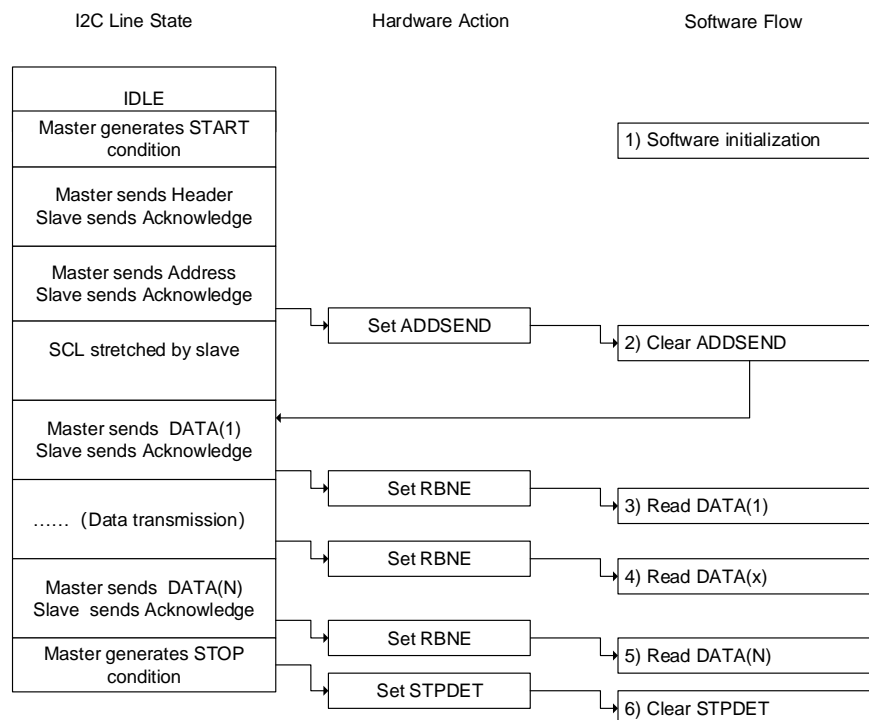 I2C Line State
Hardware Action
Software Flow
IDLE
Master generates START
condition
1) Software initialization
Master sends Header
Slave sends Acknowledge
Master sends Address
Slave sends Acknowledge
Set ADDSEND
2) Clear ADDSEND
SCL stretched by slave
Master sends DATA(1)
Slave sends Acknowledge
Set RBNE
3) Read DATA(1)
…… (Data transmission)
Set RBNE
4) Read DATA(x)
Master sends DATA(N)
Slave sends Acknowledge
Set RBNE
5) Read DATA(N)
Master generates STOP
condition
Set STPDET
6) Clear STPDET